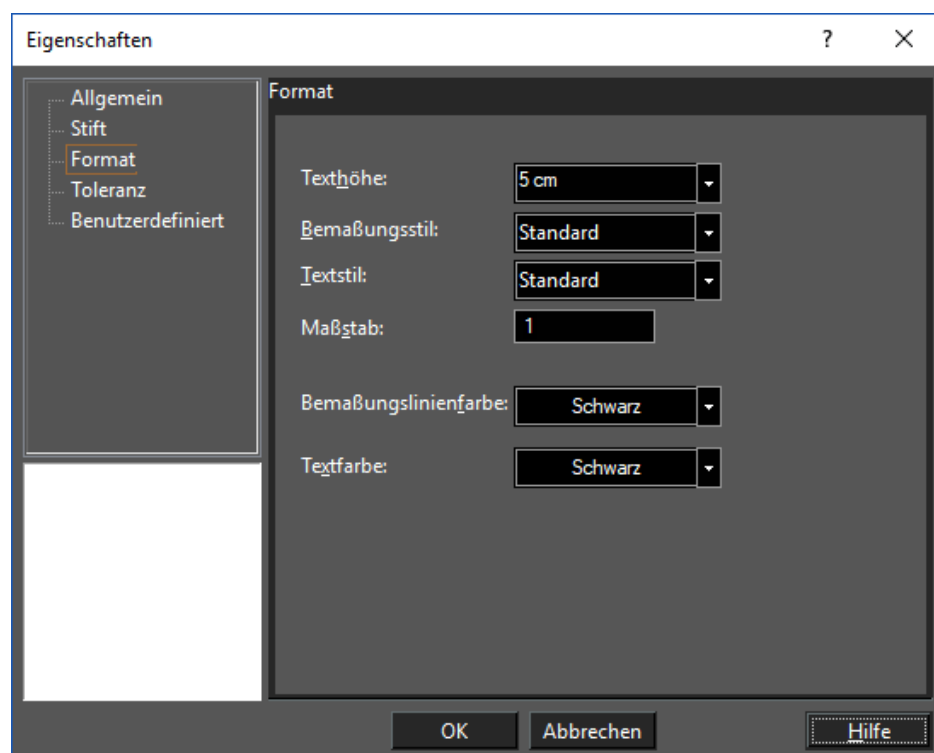 Eigenschaften
?
Allgemein
Stift
Format
Toleranz
Benutzerdefiniert
Format
Texthöhe: 5 cm
Bemaßungsstil: Standard
Textstil: Standard
Maßstab: 1
Bemaßungslinienfarbe: Schwarz
Textfarbe: Schwarz
OK Abbrechen Hilfe